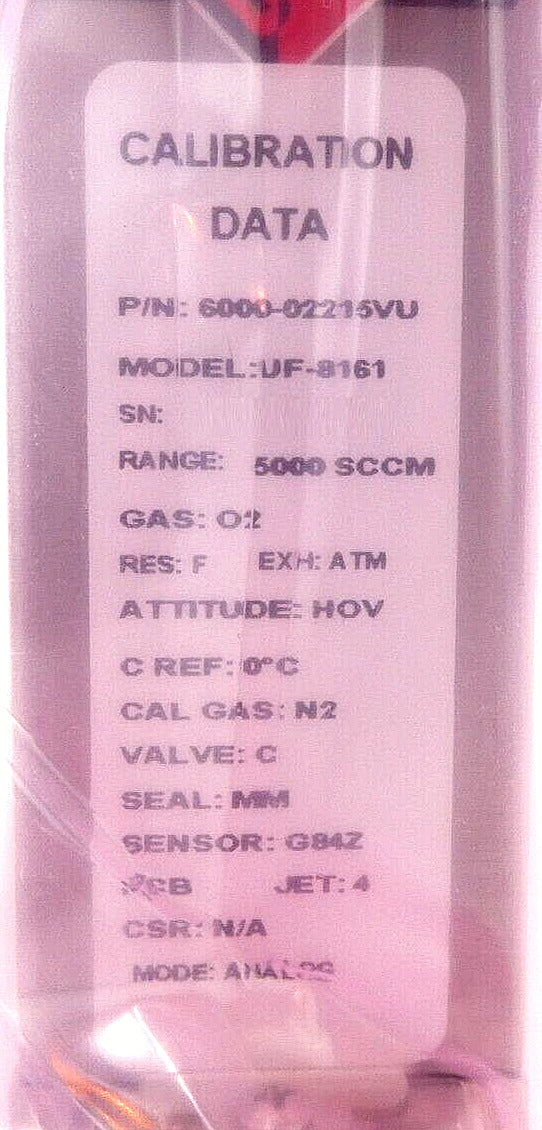 CALIBRATION
DATA
P/N: 6000-02215VU
MODEL:UF-8161
SN:
RANGE: 5000 SCCM
GAS: O2
RES: F EXH: ATM
ATTITUDE: HOV
C REF: 0°C
CAL GAS: N2
VALVE: C
SEAL: MM
SENSOR: G84Z
JET: 4
CSR: N/A
MODE: ANALOG